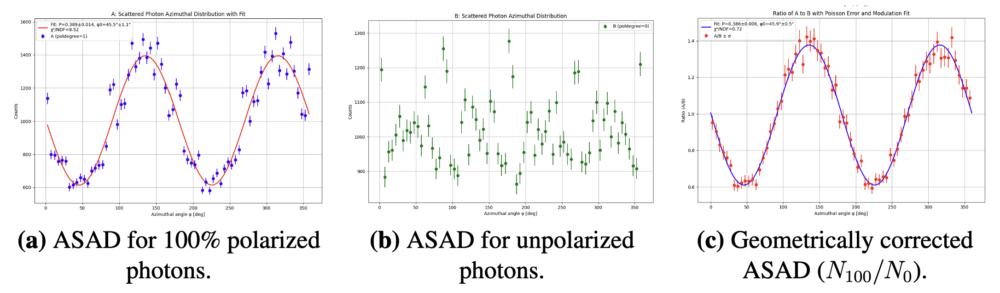 A: Scattered Photon Azimuthal Distribution with Fit
Fit: P=0.389±0.014, φ0=45.5°±1.1°
χ²/NDF=8.52
A (poldegree=1)
1600
1400
1200
1000
800
600
Counts
0 50 100 150 200 250 300 350
Azimuthal angle φ [deg]
B: Scattered Photon Azimuthal Distribution
B (poldegree=0)
1300
1200
1100
1000
900
Counts
0 50 100 150 200 250 300 350
Azimuthal angle φ [deg]
Ratio of A to B with Poisson Error and Modulation Fit
Fit: P=0.386±0.006, φ0=45.9°±0.5°
χ²/NDF=0.72
A/B ± σ
1.4
1.2
1.0
0.8
0.6
Ratio (A/B)
0 50 100 150 200 250 300 350
Azimuthal angle φ [deg]
(a) ASAD for 100% polarized
photons.
(b) ASAD for unpolarized
photons.
(c) Geometrically corrected
ASAD (N₁₀₀/N₀).